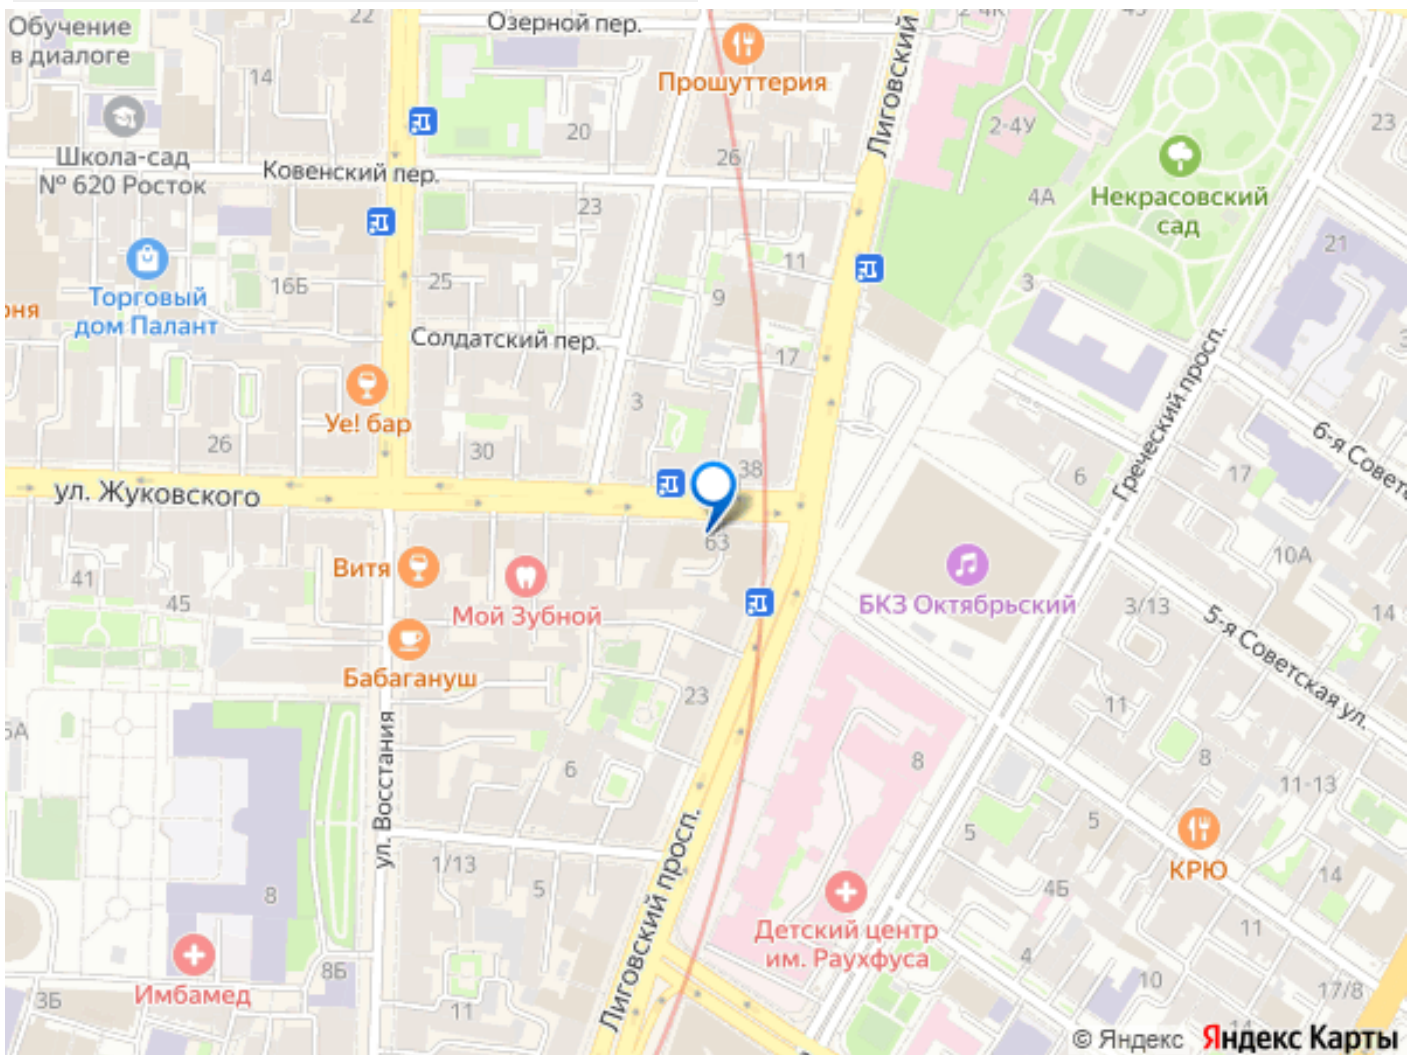 Обучение
в диалоге
14
Озерной пер.
Прошуттерия
Лиговский
2-4У
23
20
26
Школа-сад
№ 620 Росток
Ковенский пер.
4А
Некрасовский
сад
23
21
11
3
16Б
25
9
Торговый
дом Палант
Солдатский пер.
17
3
Уе! бар
26
30
38
6
17
Греческий просп.
6-я Советс
ул. Жуковского
63
10А
Витя
41
45
Мой Зубной
БКЗ Октябрьский
3/13
14
5-я Советская ул.
Бабагануш
23
11
8
8
6
11-13
ул. Восстания
Лиговский просп.
5
5
КРЮ
1/13
5
4Б
14
8
Детский центр
им. Раухфуса
11
4
10
Имбамед
8Б
3Б
11
17/8
14
© Яндекс Яндекс Карты